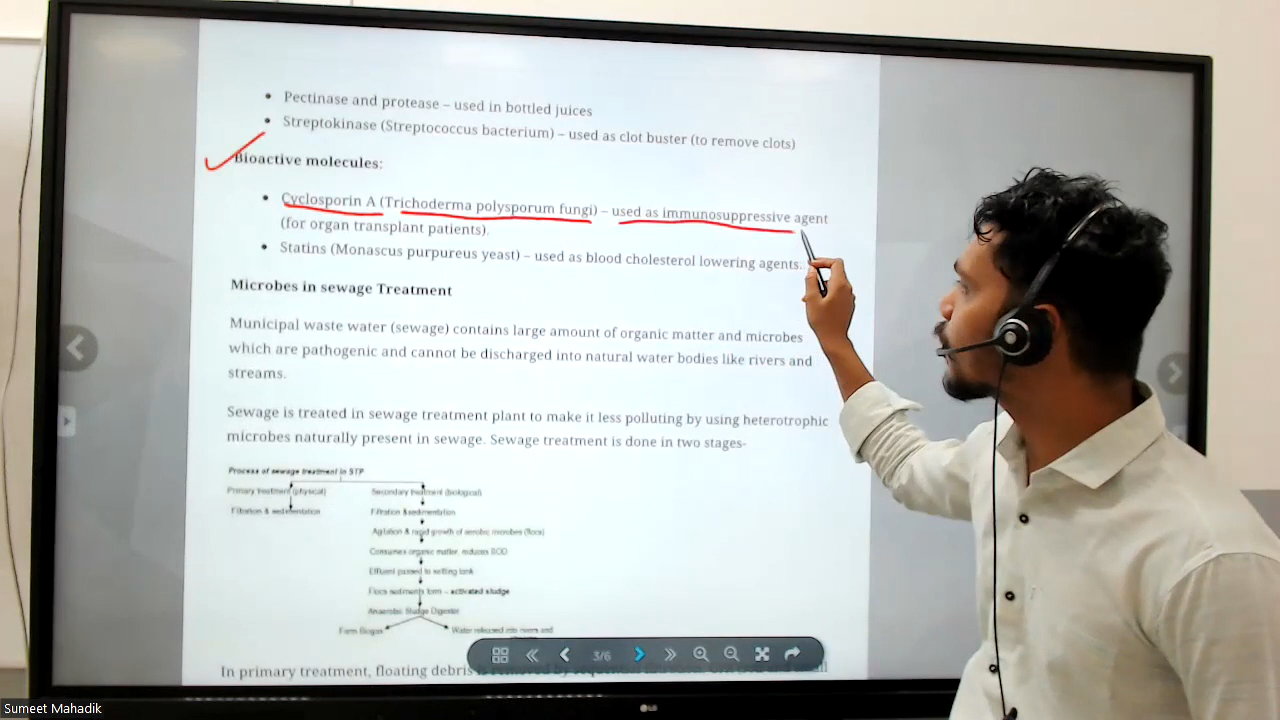 Pectinase and protease – used in bottled juices
Streptokinase (Streptococcus bacterium) – used as clot buster (to remove clots)
Bioactive molecules:
Cyclosporin A (Trichoderma polysporum fungi) – used as immunosuppressive agent
(for organ transplant patients).
Statins (Monascus purpureus yeast) – used as blood cholesterol lowering agents.
Microbes in sewage Treatment
Municipal waste water (sewage) contains large amount of organic matter and microbes
which are pathogenic and cannot be discharged into natural water bodies like rivers and
streams.
Sewage is treated in sewage treatment plant to make it less polluting by using heterotrophic
microbes naturally present in sewage. Sewage treatment is done in two stages-
Process of sewage treatment in STP
Primary treatment (physical) Secondary treatment (biological)
Filtration & sedimentation Filtration & sedimentation
Agitation & rapid growth of aerobic microbes (flocs)
Consumes organic matter, reduces BOD
Effluent passed to settling tank
Flocs sediments form – activated sludge
Anaerobic Sludge Digester
Form Biogas Water released into rivers and
3/6
In primary treatment, floating debris
LG
Sumeet Mahadik